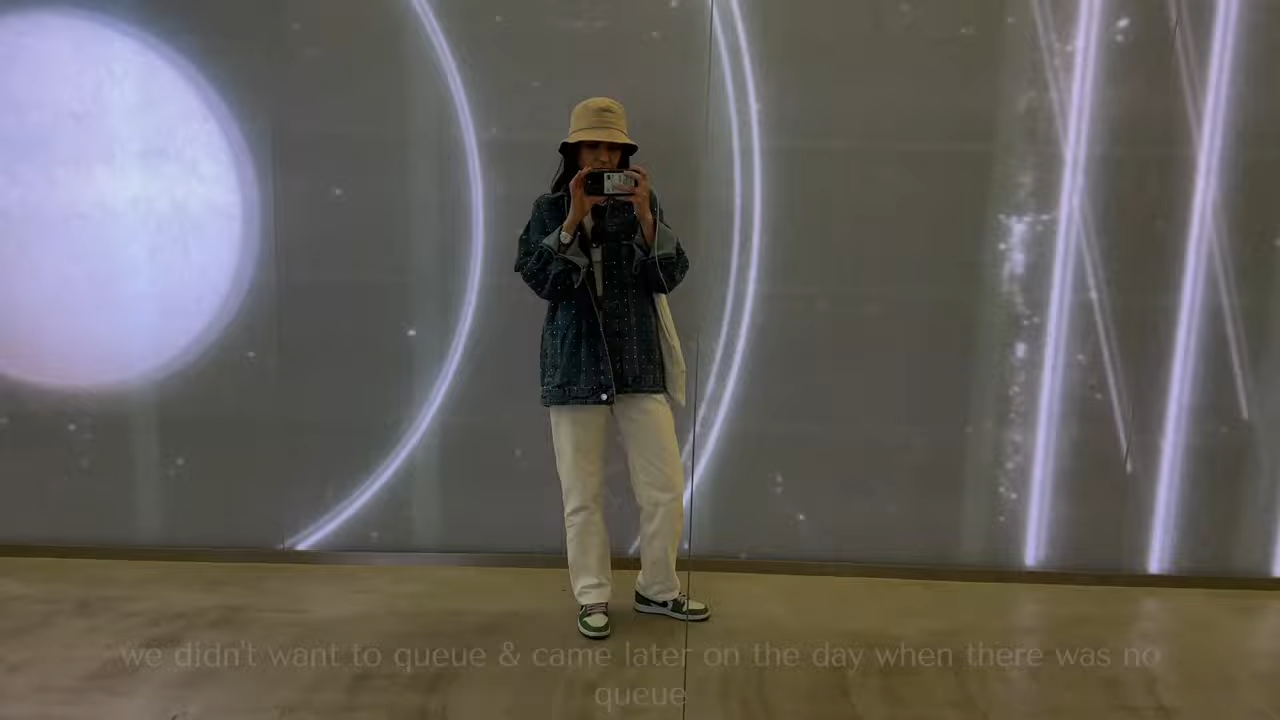 we didn't want to queue & came later on the day when there was no
queue